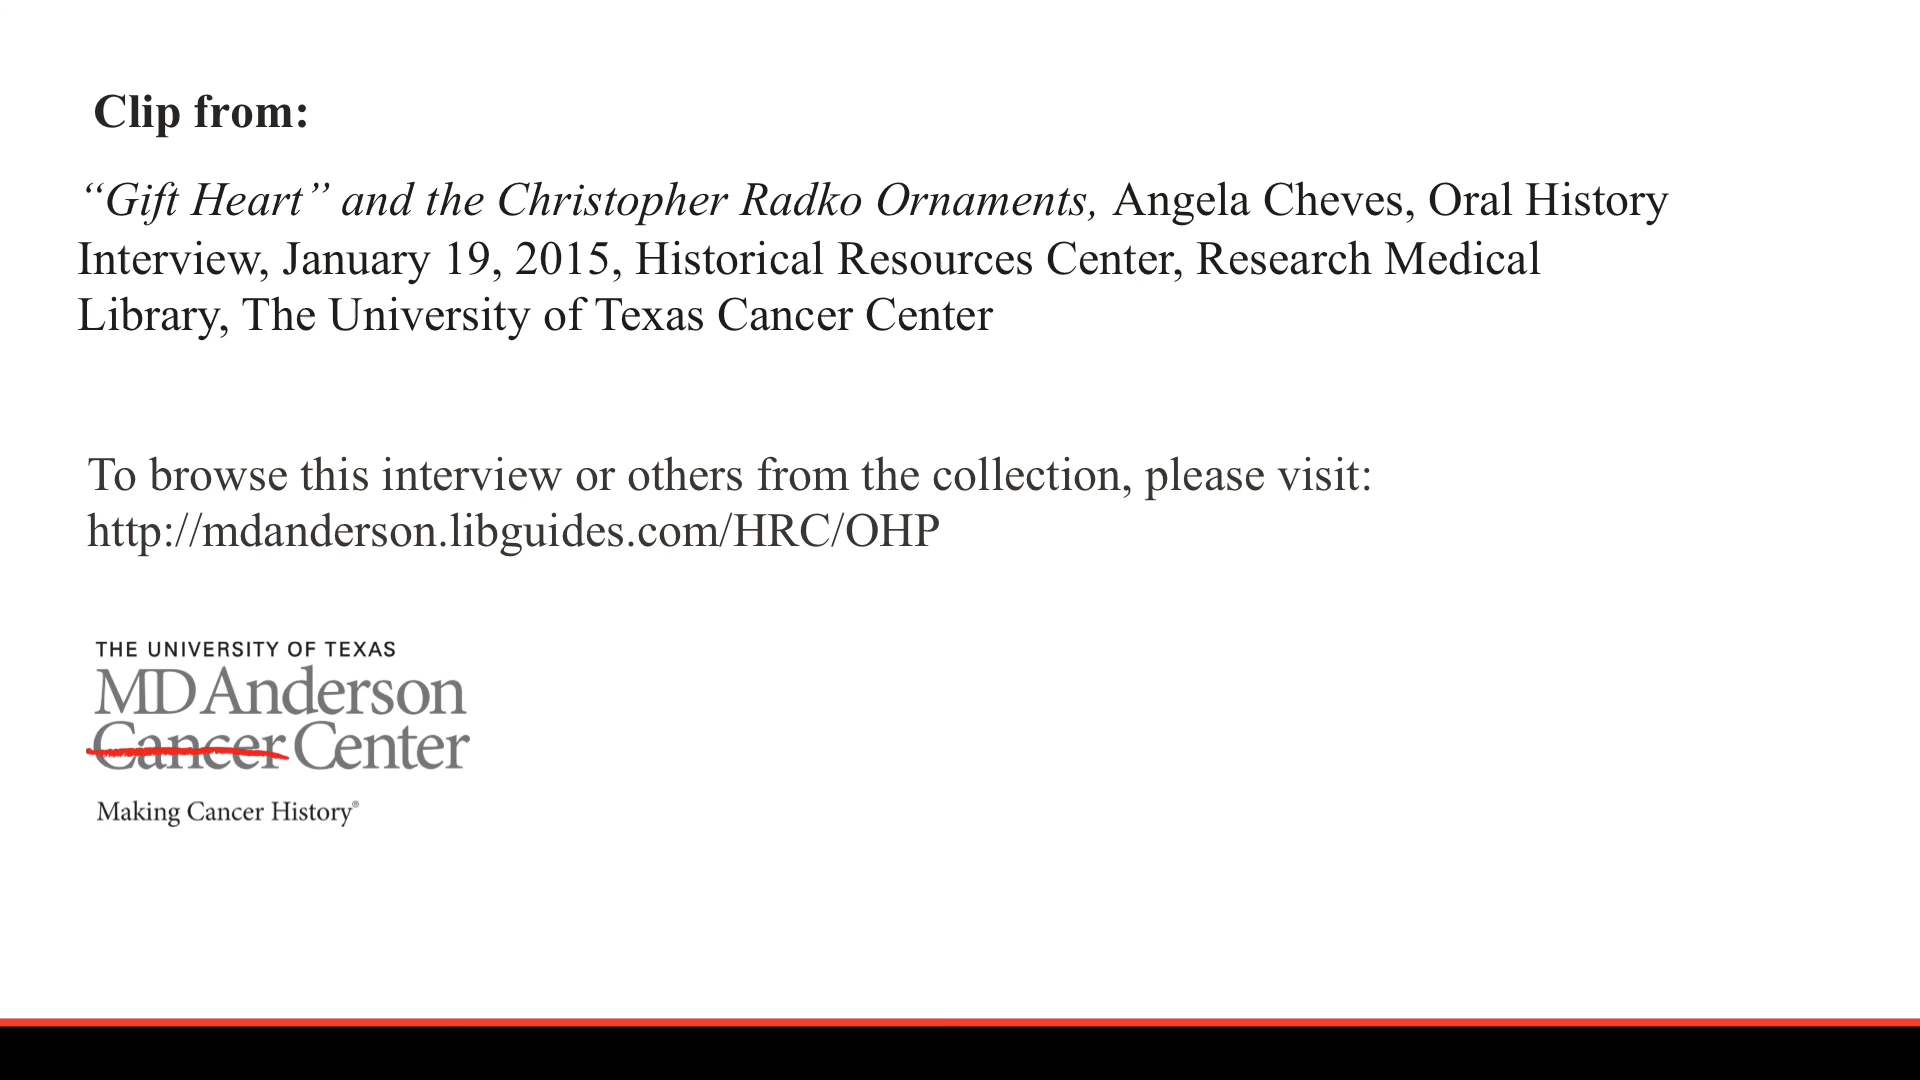 Clip from:
“Gift Heart” and the Christopher Radko Ornaments, Angela Cheves, Oral History
Interview, January 19, 2015, Historical Resources Center, Research Medical
Library, The University of Texas Cancer Center
To browse this interview or others from the collection, please visit:
http://mdanderson.libguides.com/HRC/OHP
THE UNIVERSITY OF TEXAS
MD Anderson
Cancer Center
Making Cancer History®